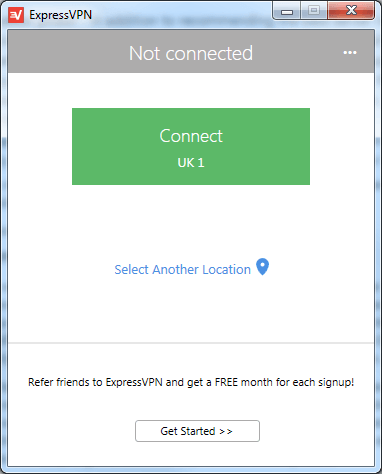 ExpressVPN
Not connected
Connect
UK 1
Select Another Location
Refer friends to ExpressVPN and get a FREE month for each signup!
Get Started >>